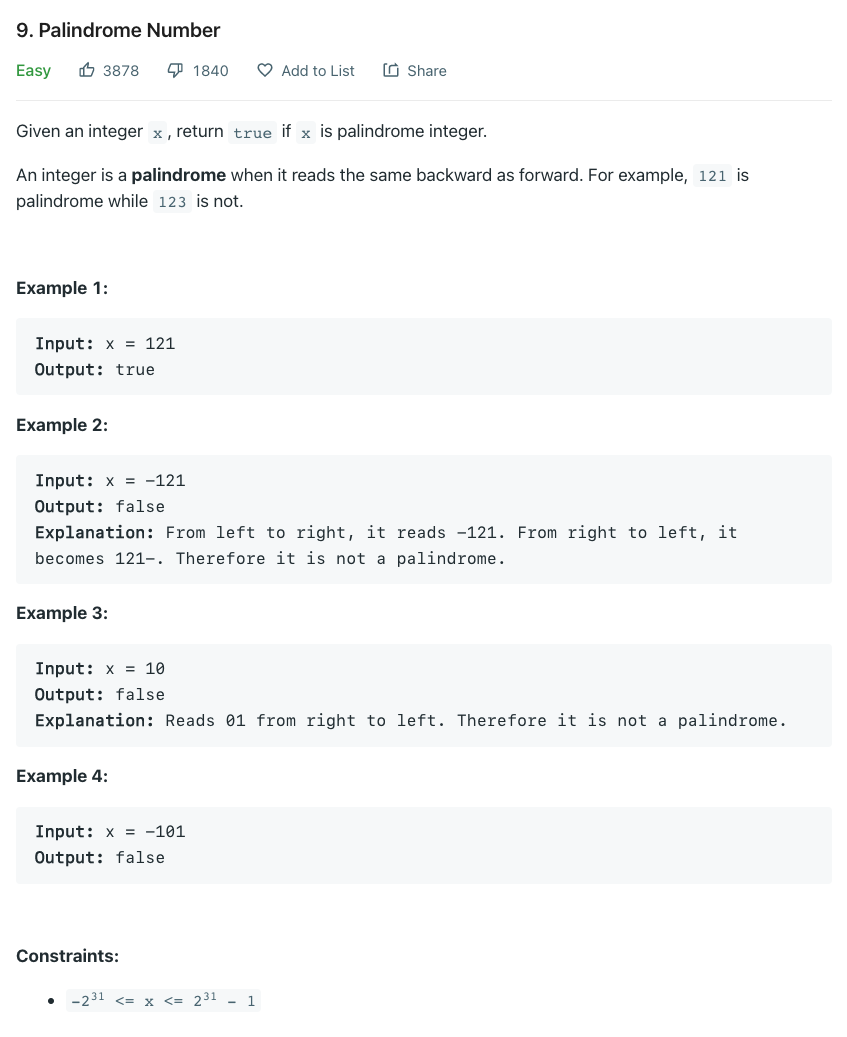 9. Palindrome Number
Easy 3878 1840 Add to List Share
Given an integer x, return true if x is palindrome integer.
An integer is a palindrome when it reads the same backward as forward. For example, 121 is
palindrome while 123 is not.
Example 1:
Input: x = 121
Output: true
Example 2:
Input: x = -121
Output: false
Explanation: From left to right, it reads -121. From right to left, it
becomes 121-. Therefore it is not a palindrome.
Example 3:
Input: x = 10
Output: false
Explanation: Reads 01 from right to left. Therefore it is not a palindrome.
Example 4:
Input: x = -101
Output: false
Constraints:
• -2³¹ <= x <= 2³¹ - 1